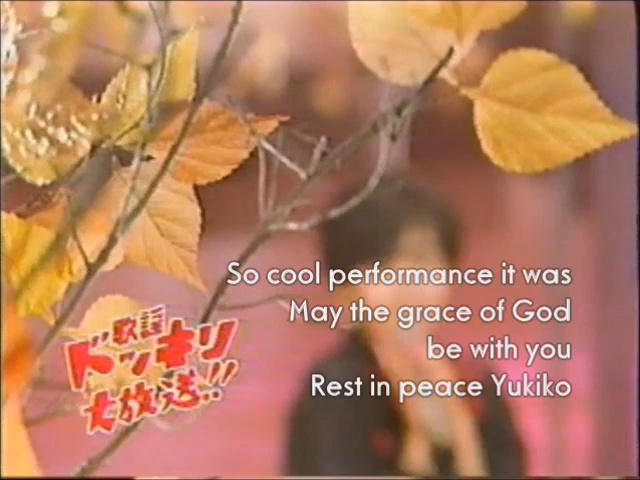 So cool performance it was
May the grace of God
be with you
Rest in peace Yukiko
歌謡
ドッキリ
大放送!!